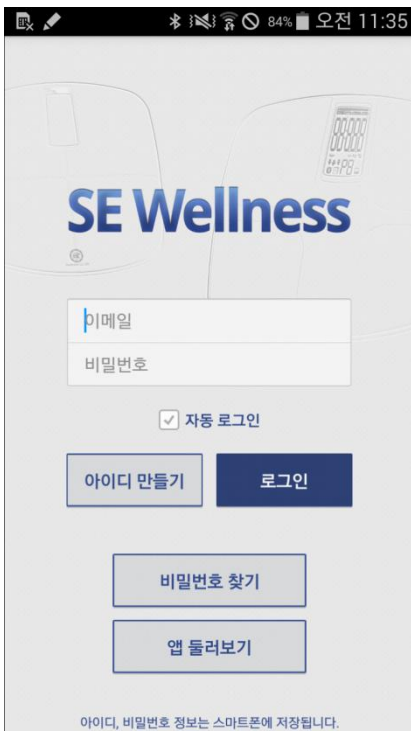 84% 오전 11:35
SE Wellness
이메일
비밀번호
자동 로그인
아이디 만들기
로그인
비밀번호 찾기
앱 둘러보기
아이디, 비밀번호 정보는 스마트폰에 저장됩니다.